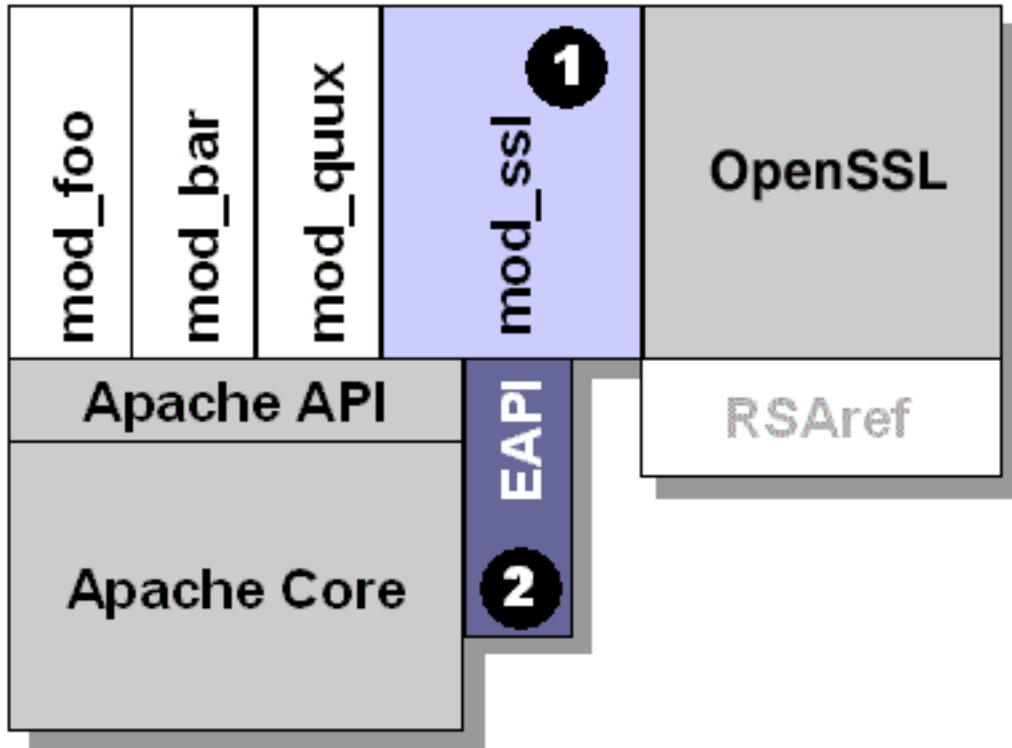 mod_foo
mod_bar
mod_quux
mod_ssl
1
OpenSSL
Apache API
EAPI
RSAref
Apache Core
2